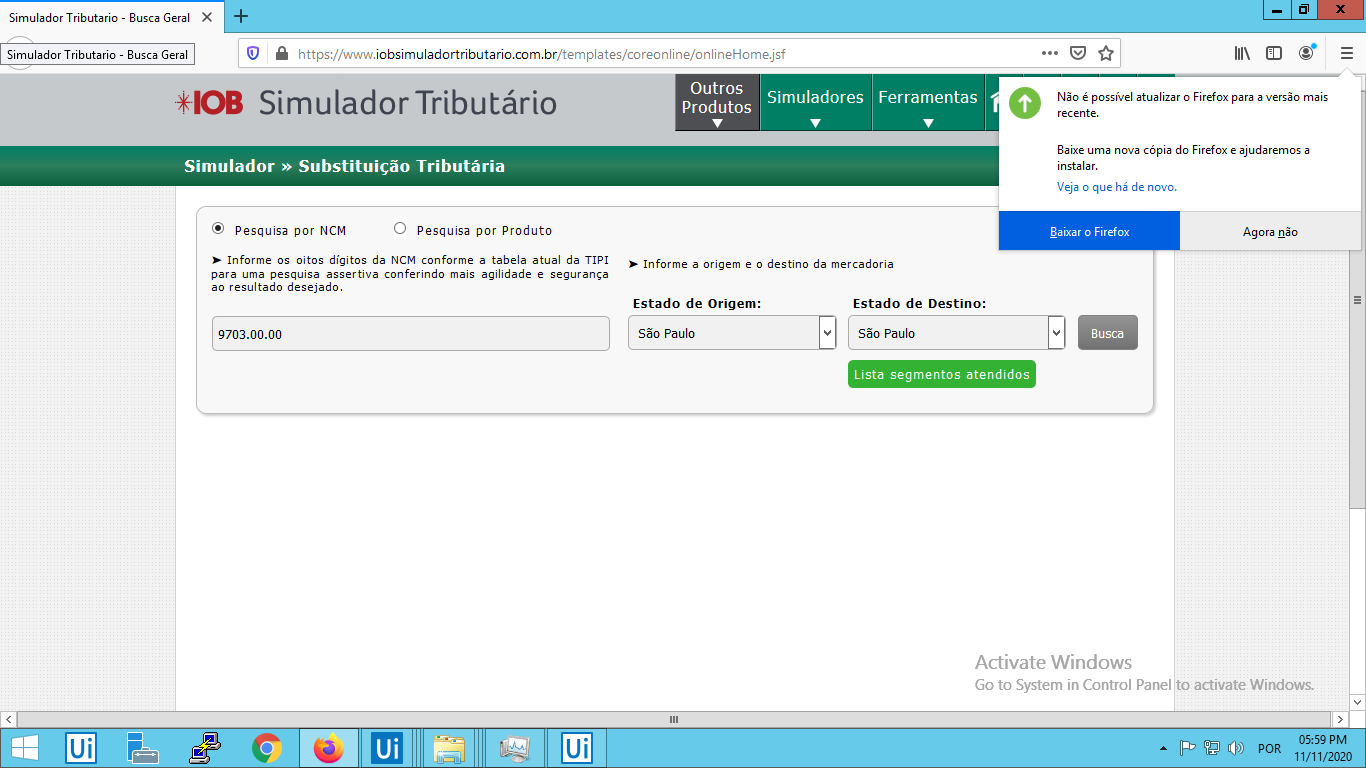 Simulador Tributario - Busca Geral
Simulador Tributario - Busca Geral
https://www.iobsimuladortributario.com.br/templates/coreonline/onlineHome.jsf
IOB Simulador Tributário
Outros
Produtos
Simuladores
Ferramentas
Não é possível atualizar o Firefox para a versão mais
recente.
Baixe uma nova cópia do Firefox e ajudaremos a
instalar.
Veja o que há de novo.
Baixar o Firefox
Agora não
Simulador » Substituição Tributária
Pesquisa por NCM
Pesquisa por Produto
➤ Informe os oitos dígitos da NCM conforme a tabela atual da TIPI
para uma pesquisa assertiva conferindo mais agilidade e segurança
ao resultado desejado.
➤ Informe a origem e o destino da mercadoria
Estado de Origem:
Estado de Destino:
9703.00.00
São Paulo
São Paulo
Busca
Lista segmentos atendidos
Activate Windows
Go to System in Control Panel to activate Windows.
Ui
Ui
Ui
POR
05:59 PM
11/11/2020